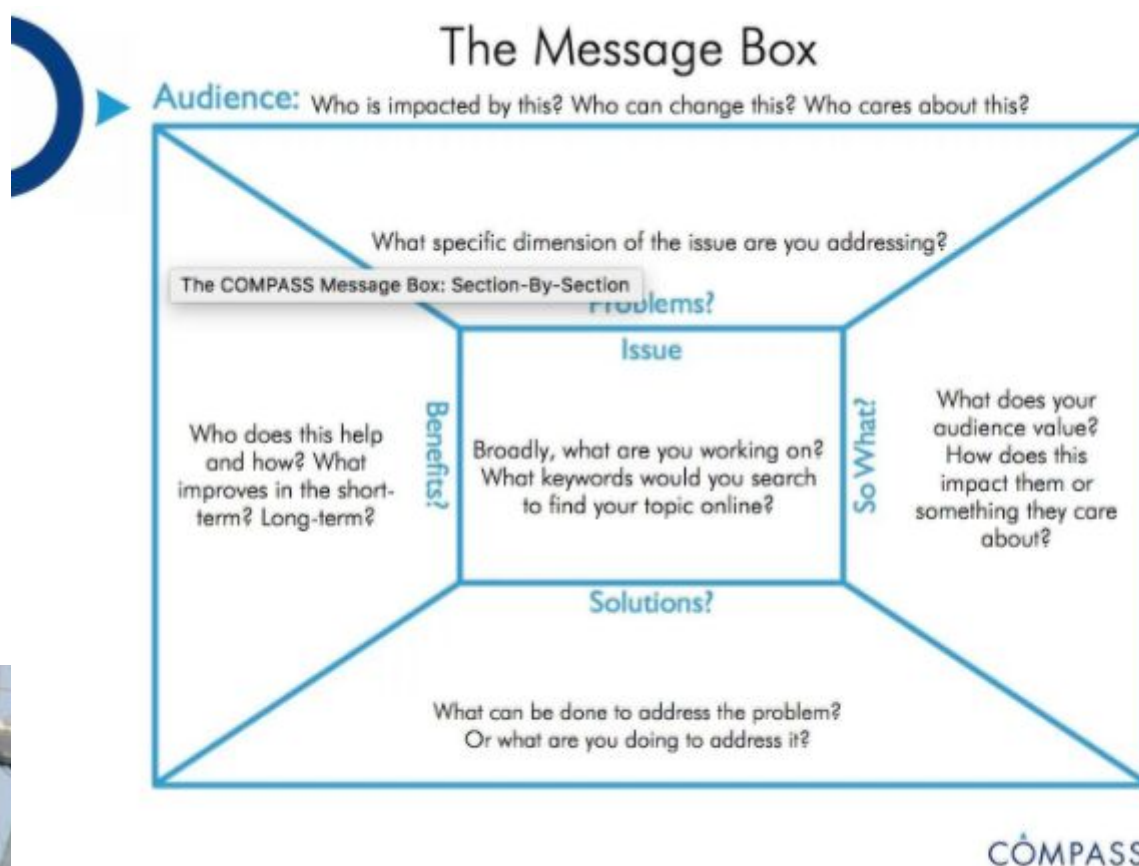 The Message Box
Audience: Who is impacted by this? Who can change this? Who cares about this?
What specific dimension of the issue are you addressing?
The COMPASS Message Box: Section-By-Section
Problems?
Issue
Benefits?
Who does this help
and how? What
improves in the short-
term? Long-term?
Broadly, what are you working on?
What keywords would you search
to find your topic online?
So What?
What does your
audience value?
How does this
impact them or
something they care
about?
Solutions?
What can be done to address the problem?
Or what are you doing to address it?
COMPASS